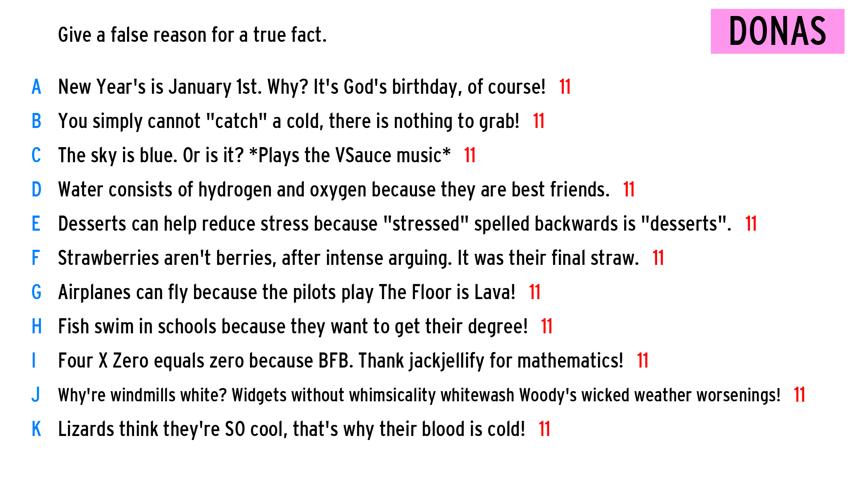 Give a false reason for a true fact.
DONAS
A New Year's is January 1st. Why? It's God's birthday, of course! 11
B You simply cannot "catch" a cold, there is nothing to grab! 11
C The sky is blue. Or is it? *Plays the VSauce music* 11
D Water consists of hydrogen and oxygen because they are best friends. 11
E Desserts can help reduce stress because "stressed" spelled backwards is "desserts". 11
F Strawberries aren't berries, after intense arguing. It was their final straw. 11
G Airplanes can fly because the pilots play The Floor is Lava! 11
H Fish swim in schools because they want to get their degree! 11
I Four X Zero equals zero because BFB. Thank jackjellify for mathematics! 11
J Why're windmills white? Widgets without whimsicality whitewash Woody's wicked weather worsenings! 11
K Lizards think they're SO cool, that's why their blood is cold! 11